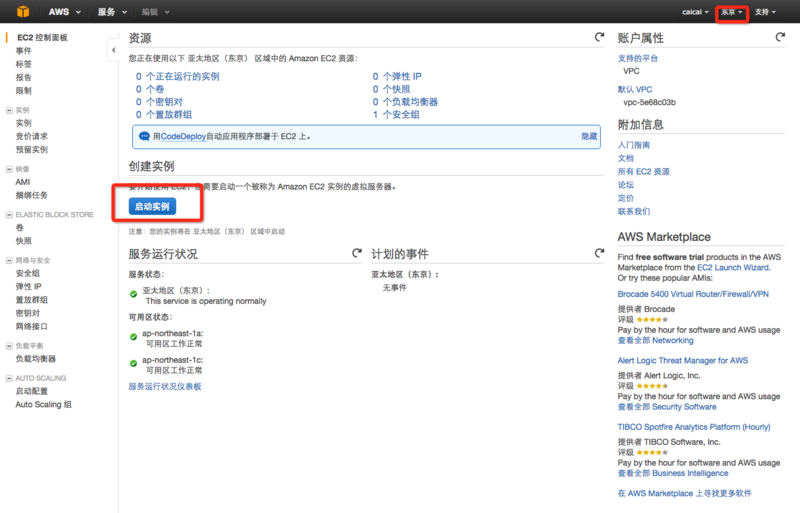 AWS 服务 编辑 caicai 东京 支持
EC2 控制面板
事件
标签
报告
限制
实例
实例
竞价请求
预留实例
映像
AMI
捆绑任务
ELASTIC BLOCK STORE
卷
快照
网络与安全
安全组
弹性 IP
置放群组
密钥对
网络接口
负载平衡
负载均衡器
AUTO SCALING
启动配置
Auto Scaling 组
资源
您正在使用以下 亚太地区（东京） 区域中的 Amazon EC2 资源：
0 个正在运行的实例
0 个弹性 IP
0 个卷
0 个快照
0 个密钥对
0 个负载均衡器
0 个置放群组
1 个安全组
用CodeDeploy自动应用程序部署于 EC2 上。 隐藏
创建实例
要开始使用 EC2，您需要启动一个被称为 Amazon EC2 实例的虚拟服务器。
启动实例
注意：您的实例将在 亚太地区（东京） 区域中启动
服务运行状况
服务状态：
亚太地区（东京）：
This service is operating normally
可用区状态：
ap-northeast-1a:
可用区工作正常
ap-northeast-1c:
可用区工作正常
服务运行状况仪表板
计划的事件
亚太地区（东京）：
无事件
账户属性
支持的平台
VPC
默认 VPC
vpc-5e68c03b
附加信息
入门指南
文档
所有 EC2 资源
论坛
定价
联系我们
AWS Marketplace
Find free software trial products in the AWS
Marketplace from the EC2 Launch Wizard.
Or try these popular AMIs:
Brocade 5400 Virtual Router/Firewall/VPN
提供者 Brocade
评级
Pay by the hour for software and AWS usage
查看全部 Networking
Alert Logic Threat Manager for AWS
提供者 Alert Logic, Inc.
评级
Pay by the hour for software and AWS usage
查看全部 Security Software
TIBCO Spotfire Analytics Platform (Hourly)
提供者 TIBCO Software, Inc.
评级
Pay by the hour for software and AWS usage
查看全部 Business Intelligence
在 AWS Marketplace 上寻找更多软件